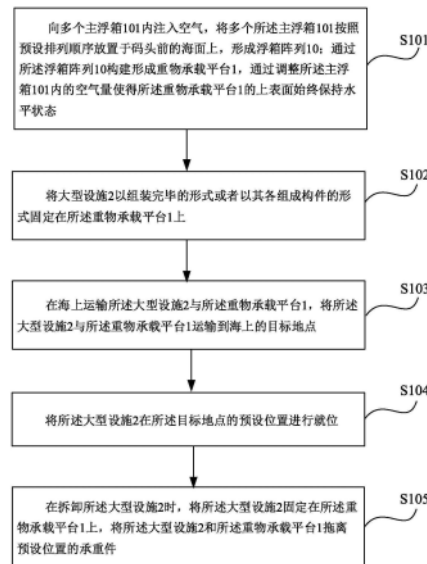 向多个主浮箱101内注入空气，将多个所述主浮箱101按照
预设排列顺序放置于码头前的海面上，形成浮箱阵列10；通过
所述浮箱阵列10构建形成重物承载平台1，通过调整所述主浮
箱101内的空气量使得所述重物承载平台1的上表面始终保持水
平状态
S101
将大型设施2以组装完毕的形式或者以其各组成构件的形
式固定在所述重物承载平台1上
S102
在海上运输所述大型设施2与所述重物承载平台1，将所述
大型设施2与所述重物承载平台1运输到海上的目标地点
S103
将所述大型设施2在所述目标地点的预设位置进行就位
S104
在拆卸所述大型设施2时，将所述大型设施2固定在所述重
物承载平台1上，将所述大型设施2和所述重物承载平台1拖离
预设位置的承重件
S105